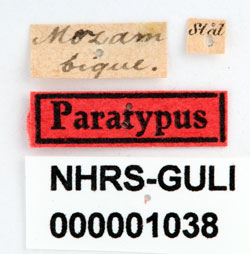 Mozam
bique.
Stål
Paratypus
NHRS-GULI
000001038